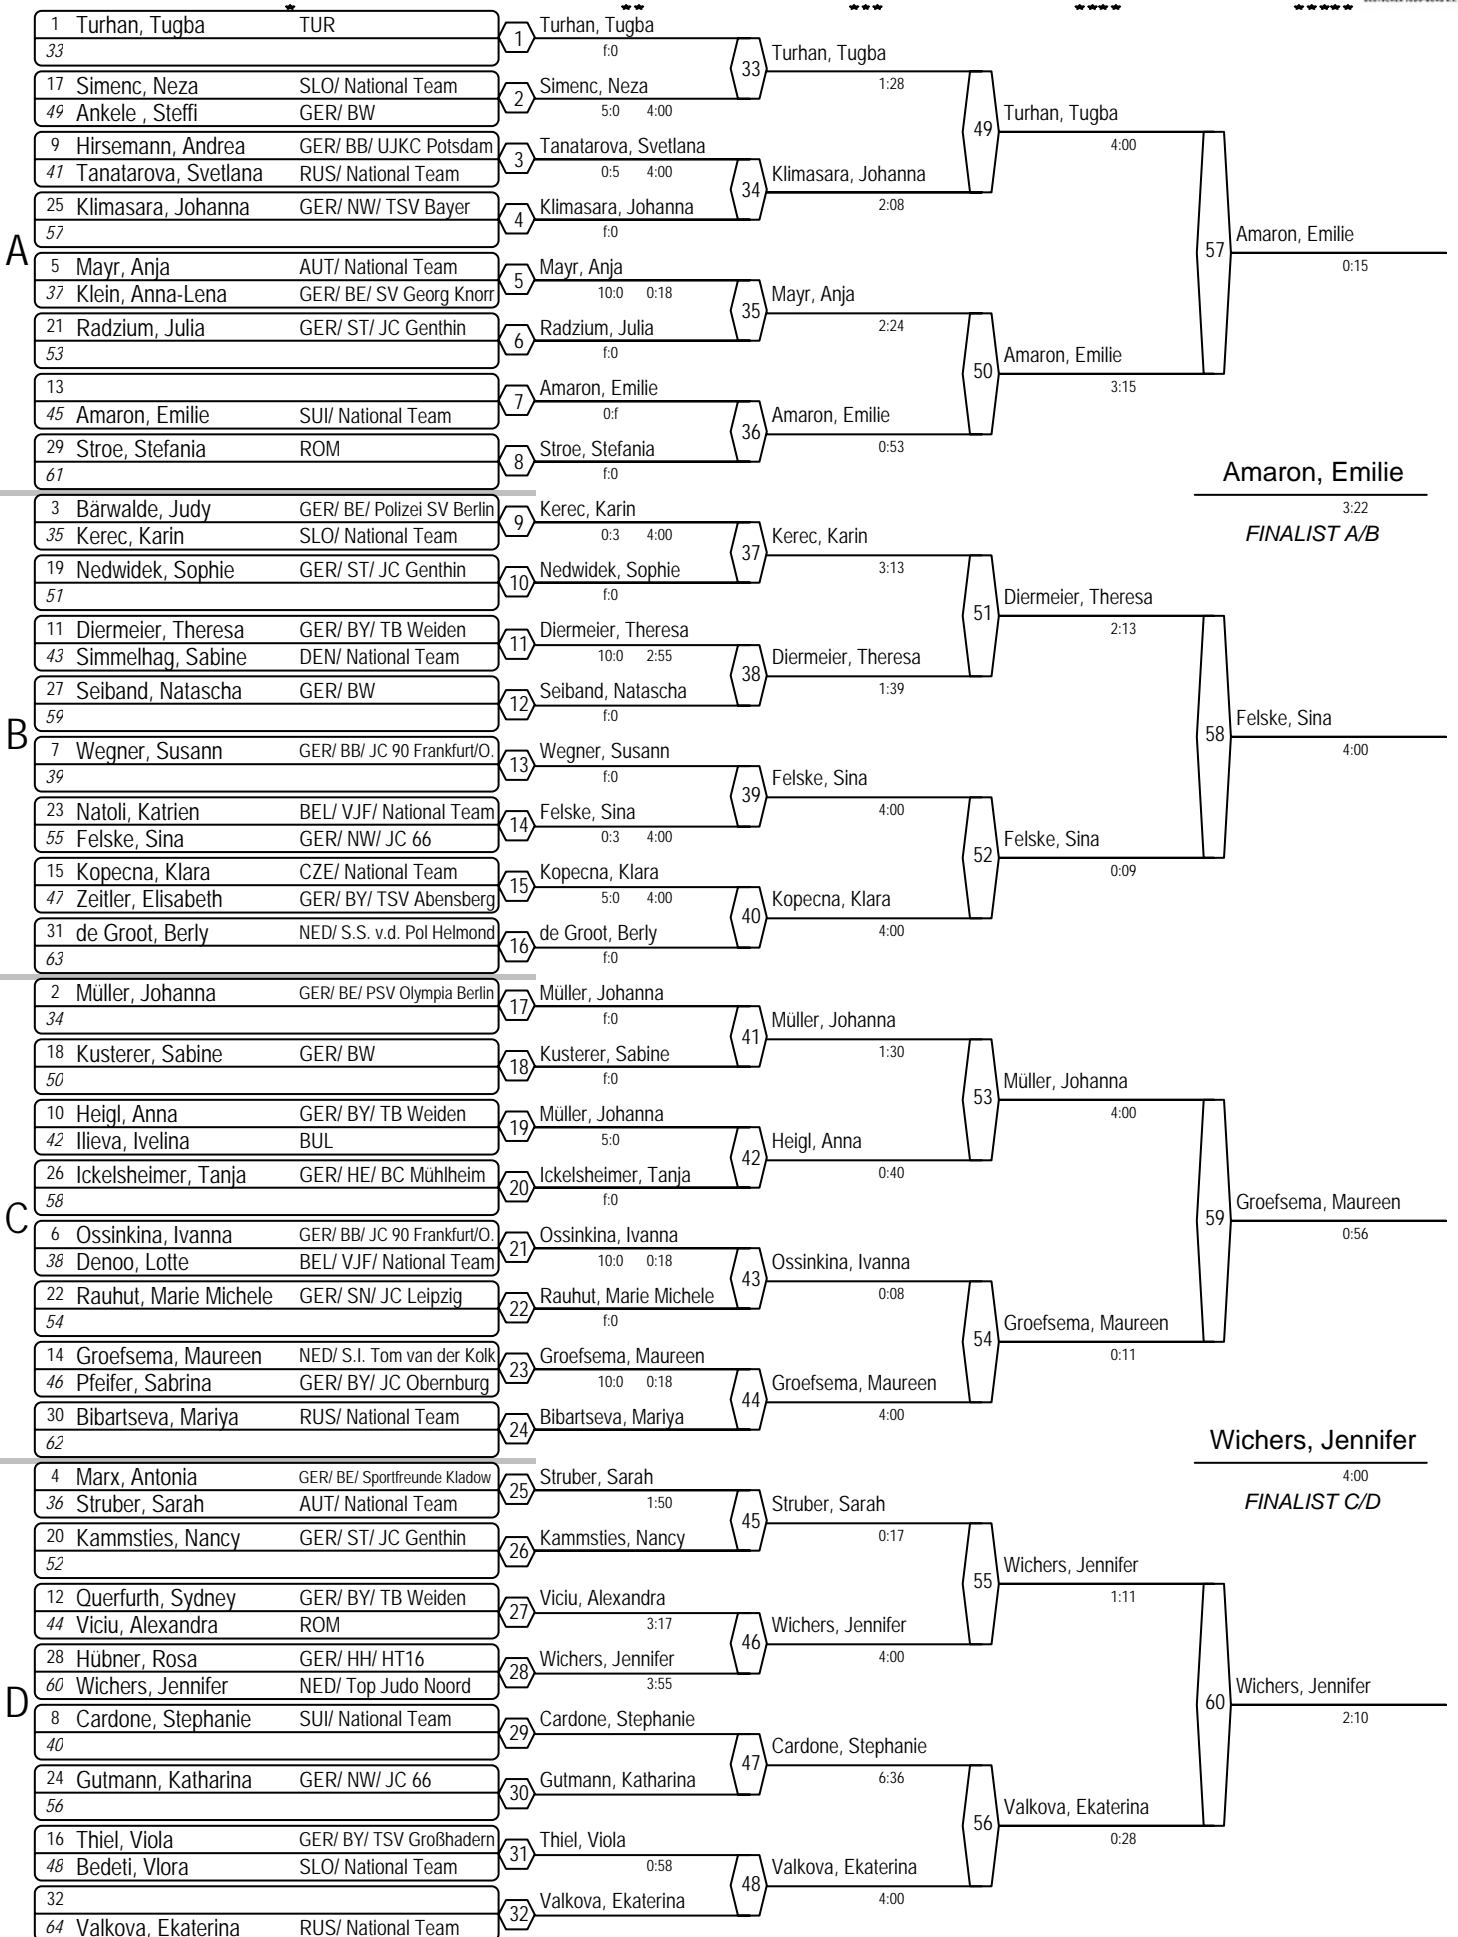 * ** *** **** *****
A
1 Turhan, Tugba TUR
33
17 Simenc, Neza SLO/ National Team
49 Ankele , Steffi GER/ BW
9 Hirsemann, Andrea GER/ BB/ UJKC Potsdam
41 Tanatarova, Svetlana RUS/ National Team
25 Klimasara, Johanna GER/ NW/ TSV Bayer
57
5 Mayr, Anja AUT/ National Team
37 Klein, Anna-Lena GER/ BE/ SV Georg Knorr
21 Radzium, Julia GER/ ST/ JC Genthin
53
13
45 Amaron, Emilie SUI/ National Team
29 Stroe, Stefania ROM
61
B
3 Bärwalde, Judy GER/ BE/ Polizei SV Berlin
35 Kerec, Karin SLO/ National Team
19 Nedwidek, Sophie GER/ ST/ JC Genthin
51
11 Diermeier, Theresa GER/ BY/ TB Weiden
43 Simmelhag, Sabine DEN/ National Team
27 Seiband, Natascha GER/ BW
59
7 Wegner, Susann GER/ BB/ JC 90 Frankfurt/O.
39
23 Natoli, Katrien BEL/ VJF/ National Team
55 Felske, Sina GER/ NW/ JC 66
15 Kopecna, Klara CZE/ National Team
47 Zeitler, Elisabeth GER/ BY/ TSV Abensberg
31 de Groot, Berly NED/ S.S. v.d. Pol Helmond
63
C
2 Müller, Johanna GER/ BE/ PSV Olympia Berlin
34
18 Kusterer, Sabine GER/ BW
50
10 Heigl, Anna GER/ BY/ TB Weiden
42 Ilieva, Ivelina BUL
26 Ickelsheimer, Tanja GER/ HE/ BC Mühlheim
58
6 Ossinkina, Ivanna GER/ BB/ JC 90 Frankfurt/O.
38 Denoo, Lotte BEL/ VJF/ National Team
22 Rauhut, Marie Michele GER/ SN/ JC Leipzig
54
14 Groefsema, Maureen NED/ S.I. Tom van der Kolk
46 Pfeifer, Sabrina GER/ BY/ JC Obernburg
30 Bibartseva, Mariya RUS/ National Team
62
D
4 Marx, Antonia GER/ BE/ Sportfreunde Kladow
36 Struber, Sarah AUT/ National Team
20 Kammsties, Nancy GER/ ST/ JC Genthin
52
12 Querfurth, Sydney GER/ BY/ TB Weiden
44 Viciu, Alexandra ROM
28 Hübner, Rosa GER/ HH/ HT16
60 Wichers, Jennifer NED/ Top Judo Noord
8 Cardone, Stephanie SUI/ National Team
40
24 Gutmann, Katharina GER/ NW/ JC 66
56
16 Thiel, Viola GER/ BY/ TSV Großhadern
48 Bedeti, Vlora SLO/ National Team
32
64 Valkova, Ekaterina RUS/ National Team
1 Turhan, Tugba
f:0
2 Simenc, Neza
5:0 4:00
3 Tanatarova, Svetlana
0:5 4:00
4 Klimasara, Johanna
f:0
5 Mayr, Anja
10:0 0:18
6 Radzium, Julia
f:0
7 Amaron, Emilie
0:f
8 Stroe, Stefania
f:0
9 Kerec, Karin
0:3 4:00
10 Nedwidek, Sophie
f:0
11 Diermeier, Theresa
10:0 2:55
12 Seiband, Natascha
f:0
13 Wegner, Susann
f:0
14 Felske, Sina
0:3 4:00
15 Kopecna, Klara
5:0 4:00
16 de Groot, Berly
f:0
17 Müller, Johanna
f:0
18 Kusterer, Sabine
f:0
19 Müller, Johanna
5:0
20 Ickelsheimer, Tanja
f:0
21 Ossinkina, Ivanna
10:0 0:18
22 Rauhut, Marie Michele
f:0
23 Groefsema, Maureen
10:0 0:18
24 Bibartseva, Mariya
25 Struber, Sarah
1:50
26 Kammsties, Nancy
27 Viciu, Alexandra
3:17
28 Wichers, Jennifer
3:55
29 Cardone, Stephanie
30 Gutmann, Katharina
31 Thiel, Viola
0:58
32 Valkova, Ekaterina
33 Turhan, Tugba
1:28
34 Klimasara, Johanna
2:08
35 Mayr, Anja
2:24
36 Amaron, Emilie
0:53
37 Kerec, Karin
3:13
38 Diermeier, Theresa
1:39
39 Felske, Sina
4:00
40 Kopecna, Klara
4:00
41 Müller, Johanna
1:30
42 Heigl, Anna
0:40
43 Ossinkina, Ivanna
0:08
44 Groefsema, Maureen
4:00
45 Struber, Sarah
0:17
46 Wichers, Jennifer
4:00
47 Cardone, Stephanie
6:36
48 Valkova, Ekaterina
4:00
49 Turhan, Tugba
4:00
50 Amaron, Emilie
3:15
51 Diermeier, Theresa
2:13
52 Felske, Sina
0:09
53 Müller, Johanna
4:00
54 Groefsema, Maureen
0:11
55 Wichers, Jennifer
1:11
56 Valkova, Ekaterina
0:28
57 Amaron, Emilie
0:15
58 Felske, Sina
4:00
59 Groefsema, Maureen
0:56
60 Wichers, Jennifer
2:10
Amaron, Emilie
3:22
FINALIST A/B
Wichers, Jennifer
4:00
FINALIST C/D